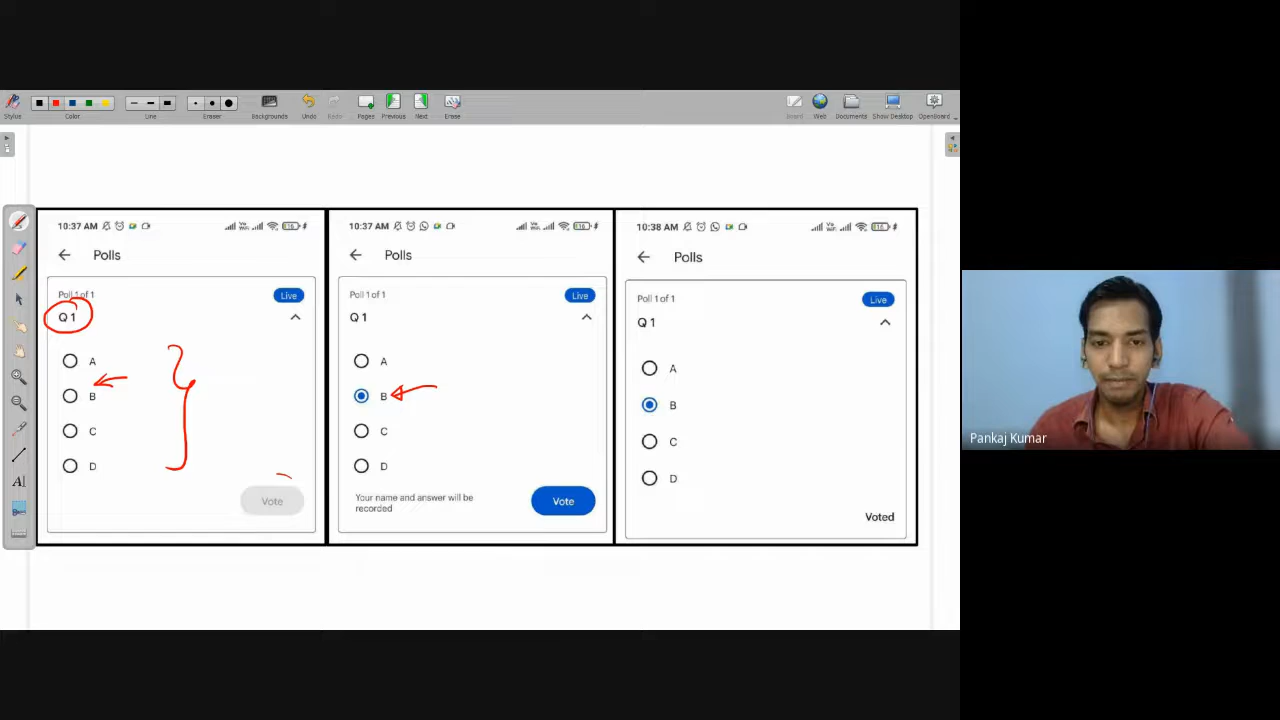 Stylus
Color
Line
Eraser
Backgrounds
Undo
Redo
Pages
Previous
Next
Erase
Board
Web
Documents
Show Desktop
OpenBoard
10:37 AM
Polls
Poll 1 of 1
Live
Q 1
A
B
C
D
Vote
10:37 AM
Polls
Poll 1 of 1
Live
Q 1
A
B
C
D
Your name and answer will be
recorded
Vote
10:38 AM
Polls
Poll 1 of 1
Live
Q 1
A
B
C
D
Voted
Pankaj Kumar